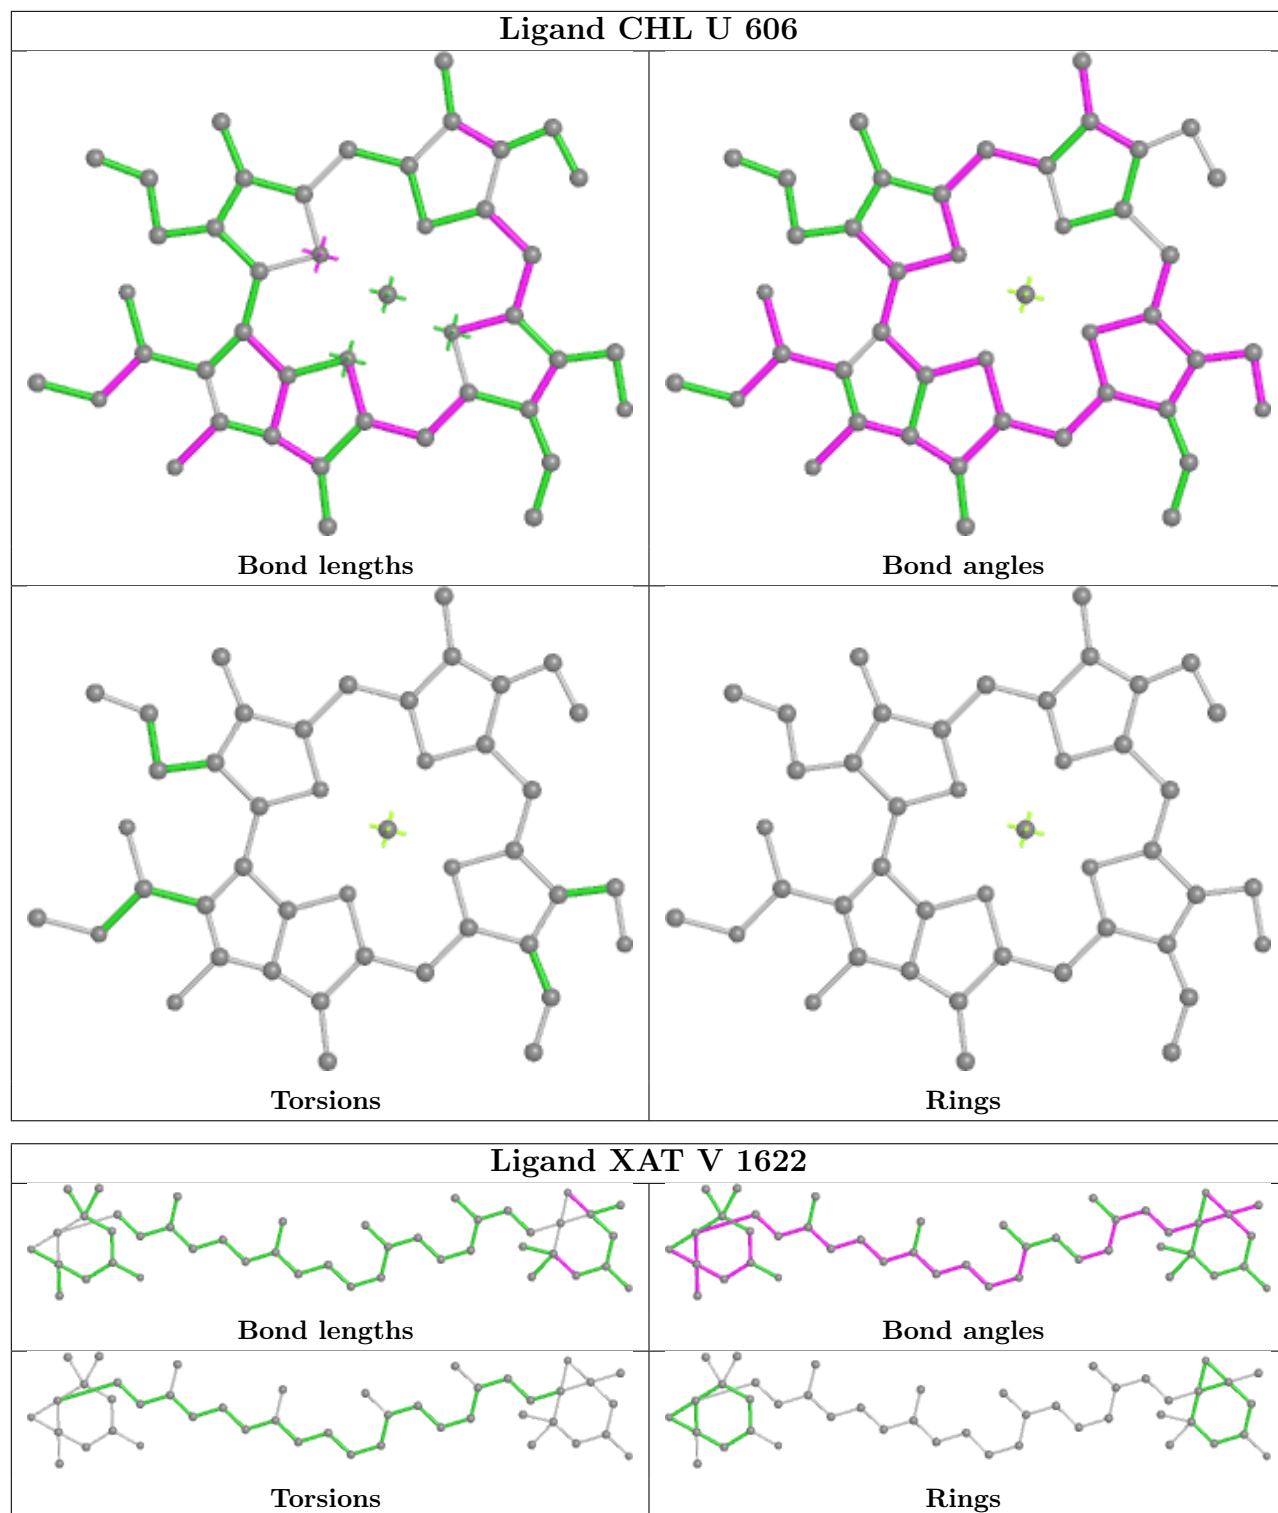 Ligand CHL U 606
Bond lengths
Bond angles
Torsions
Rings
Ligand XAT V 1622
Bond lengths
Bond angles
Torsions
Rings